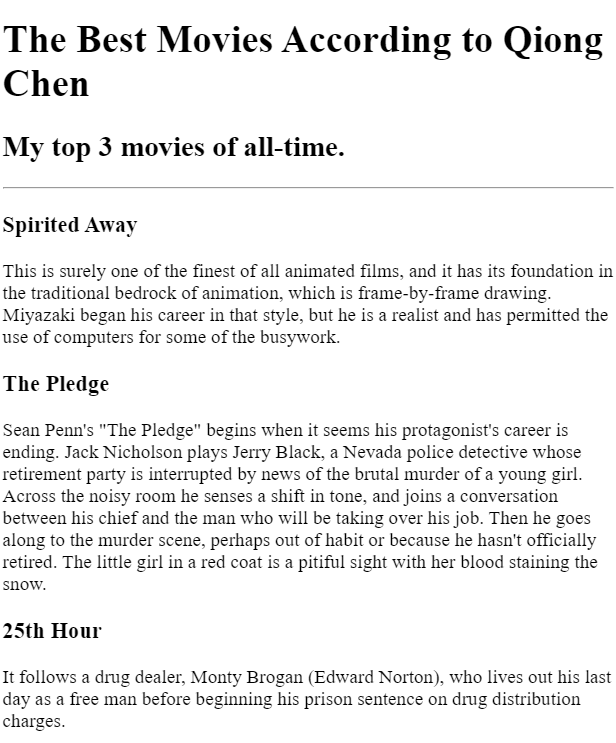 The Best Movies According to Qiong
Chen
My top 3 movies of all-time.
Spirited Away
This is surely one of the finest of all animated films, and it has its foundation in
the traditional bedrock of animation, which is frame-by-frame drawing.
Miyazaki began his career in that style, but he is a realist and has permitted the
use of computers for some of the busywork.
The Pledge
Sean Penn's "The Pledge" begins when it seems his protagonist's career is
ending. Jack Nicholson plays Jerry Black, a Nevada police detective whose
retirement party is interrupted by news of the brutal murder of a young girl.
Across the noisy room he senses a shift in tone, and joins a conversation
between his chief and the man who will be taking over his job. Then he goes
along to the murder scene, perhaps out of habit or because he hasn't officially
retired. The little girl in a red coat is a pitiful sight with her blood staining the
snow.
25th Hour
It follows a drug dealer, Monty Brogan (Edward Norton), who lives out his last
day as a free man before beginning his prison sentence on drug distribution
charges.